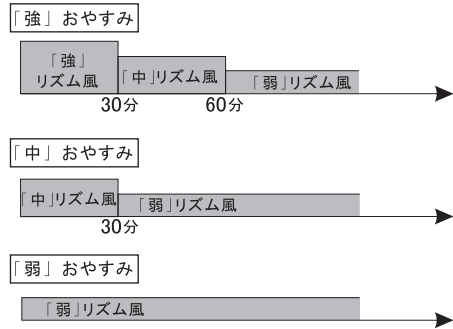 「強」おやすみ
「強」
リズム風
「中」リズム風
「弱」リズム風
30分
60分
「中」おやすみ
「中」リズム風
「弱」リズム風
30分
「弱」おやすみ
「弱」リズム風